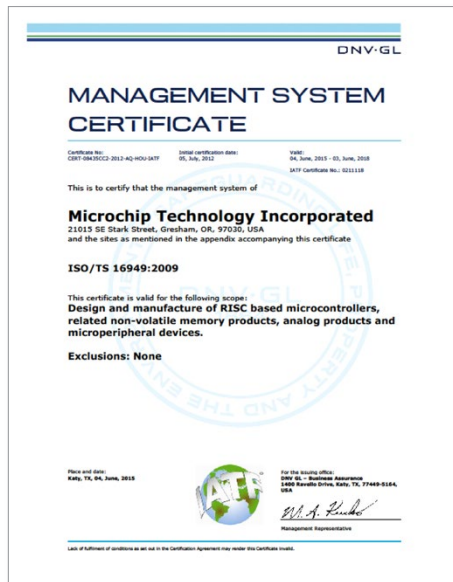 DNV·GL
MANAGEMENT SYSTEM
CERTIFICATE
Certificate No:
CERT-08435CC2-2012-AQ-HOU-IATF
Initial certification date:
05, July, 2012
Valid:
04, June, 2015 - 03, June, 2018
IATF Certificate No.: 0211118
This is to certify that the management system of
Microchip Technology Incorporated
21015 SE Stark Street, Gresham, OR, 97030, USA
and the sites as mentioned in the appendix accompanying this certificate
ISO/TS 16949:2009
This certificate is valid for the following scope:
Design and manufacture of RISC based microcontrollers,
related non-volatile memory products, analog products and
microperipheral devices.
Exclusions: None
Place and date:
Katy, TX, 04, June, 2015
IATF
For the issuing office:
DNV GL – Business Assurance
1400 Ravello Drive, Katy, TX, 77449-5164,
USA
Management Representative
Lack of fulfilment of conditions as set out in the Certification Agreement may render this Certificate invalid.